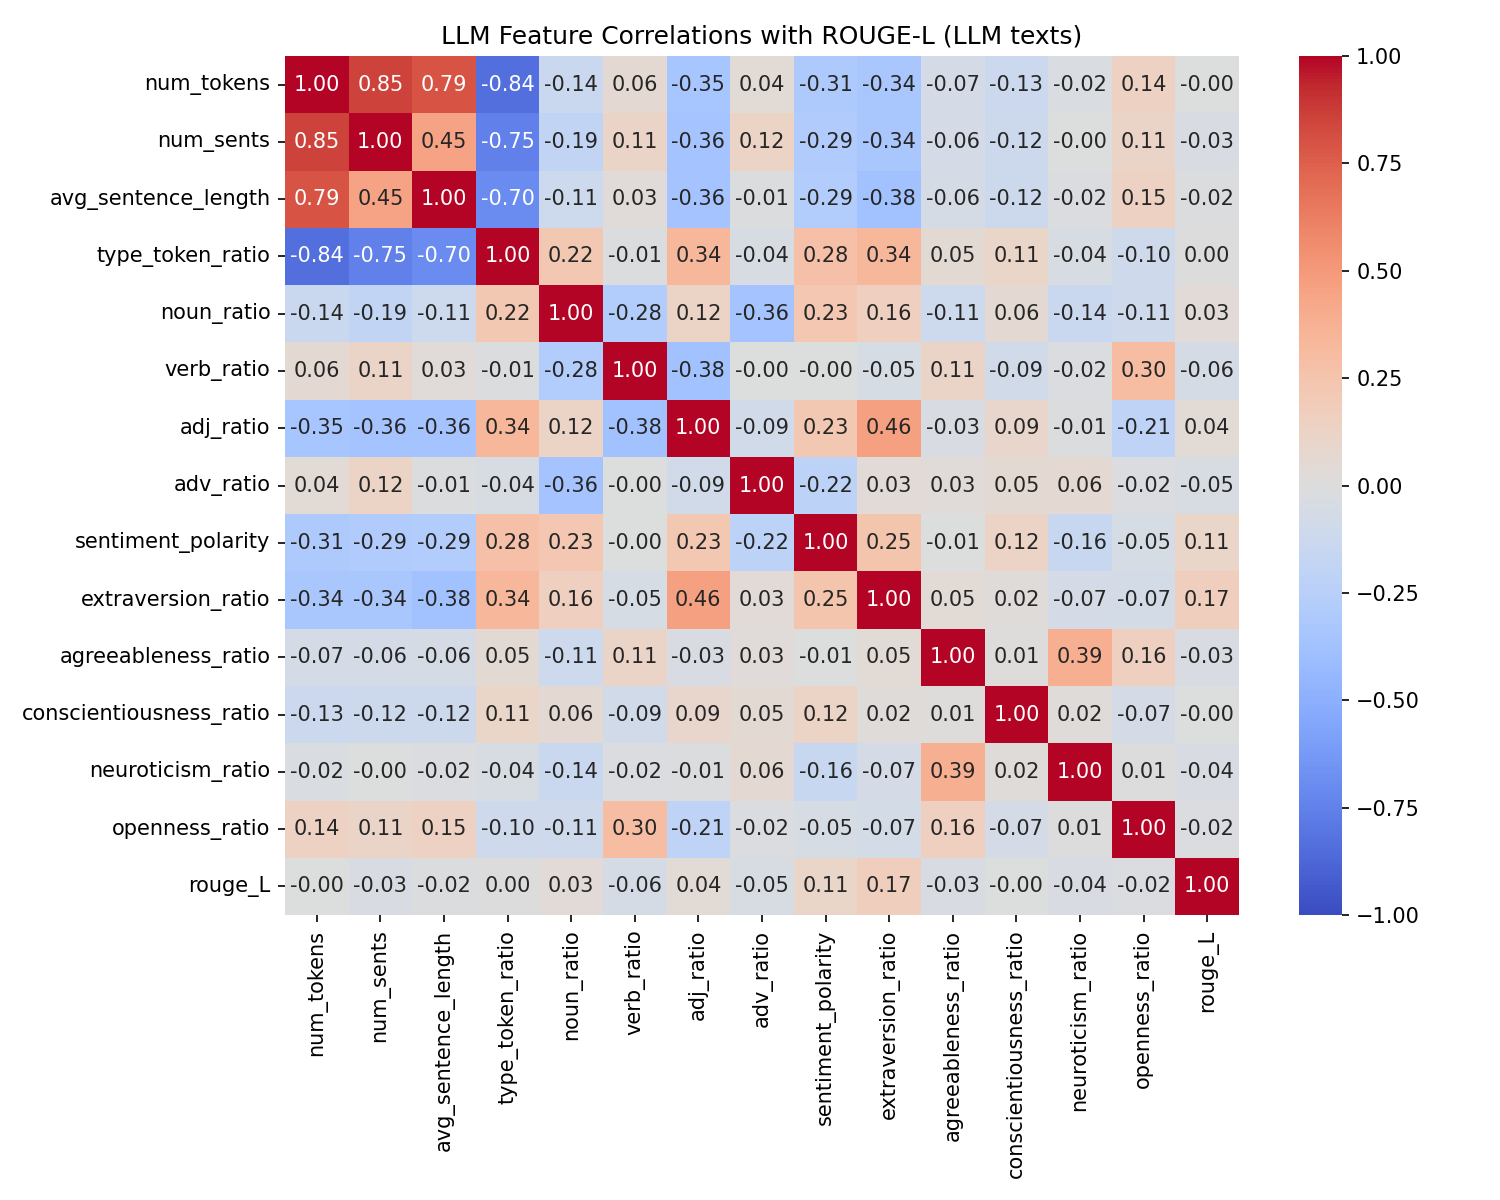 LLM Feature Correlations with ROUGE-L (LLM texts)
num_tokens 1.00 0.85 0.79 -0.84 -0.14 0.06 -0.35 0.04 -0.31 -0.34 -0.07 -0.13 -0.02 0.14 -0.00
num_sents 0.85 1.00 0.45 -0.75 -0.19 0.11 -0.36 0.12 -0.29 -0.34 -0.06 -0.12 -0.00 0.11 -0.03
avg_sentence_length 0.79 0.45 1.00 -0.70 -0.11 0.03 -0.36 -0.01 -0.29 -0.38 -0.06 -0.12 -0.02 0.15 -0.02
type_token_ratio -0.84 -0.75 -0.70 1.00 0.22 -0.01 0.34 -0.04 0.28 0.34 0.05 0.11 -0.04 -0.10 0.00
noun_ratio -0.14 -0.19 -0.11 0.22 1.00 -0.28 0.12 -0.36 0.23 0.16 -0.11 0.06 -0.14 -0.11 0.03
verb_ratio 0.06 0.11 0.03 -0.01 -0.28 1.00 -0.38 -0.00 -0.00 -0.05 0.11 -0.09 -0.02 0.30 -0.06
adj_ratio -0.35 -0.36 -0.36 0.34 0.12 -0.38 1.00 -0.09 0.23 0.46 -0.03 0.09 -0.01 -0.21 0.04
adv_ratio 0.04 0.12 -0.01 -0.04 -0.36 -0.00 -0.09 1.00 -0.22 0.03 0.03 0.05 0.06 -0.02 -0.05
sentiment_polarity -0.31 -0.29 -0.29 0.28 0.23 -0.00 0.23 -0.22 1.00 0.25 -0.01 0.12 -0.16 -0.05 0.11
extraversion_ratio -0.34 -0.34 -0.38 0.34 0.16 -0.05 0.46 0.03 0.25 1.00 0.05 0.02 -0.07 -0.07 0.17
agreeableness_ratio -0.07 -0.06 -0.06 0.05 -0.11 0.11 -0.03 0.03 -0.01 0.05 1.00 0.01 0.39 0.16 -0.03
conscientiousness_ratio -0.13 -0.12 -0.12 0.11 0.06 -0.09 0.09 0.05 0.12 0.02 0.01 1.00 0.02 -0.07 -0.00
neuroticism_ratio -0.02 -0.00 -0.02 -0.04 -0.14 -0.02 -0.01 0.06 -0.16 -0.07 0.39 0.02 1.00 0.01 -0.04
openness_ratio 0.14 0.11 0.15 -0.10 -0.11 0.30 -0.21 -0.02 -0.05 -0.07 0.16 -0.07 0.01 1.00 -0.02
rouge_L -0.00 -0.03 -0.02 0.00 0.03 -0.06 0.04 -0.05 0.11 0.17 -0.03 -0.00 -0.04 -0.02 1.00
num_tokens
num_sents
avg_sentence_length
type_token_ratio
noun_ratio
verb_ratio
adj_ratio
adv_ratio
sentiment_polarity
extraversion_ratio
agreeableness_ratio
conscientiousness_ratio
neuroticism_ratio
openness_ratio
rouge_L
1.00
0.75
0.50
0.25
0.00
−0.25
−0.50
−0.75
−1.00